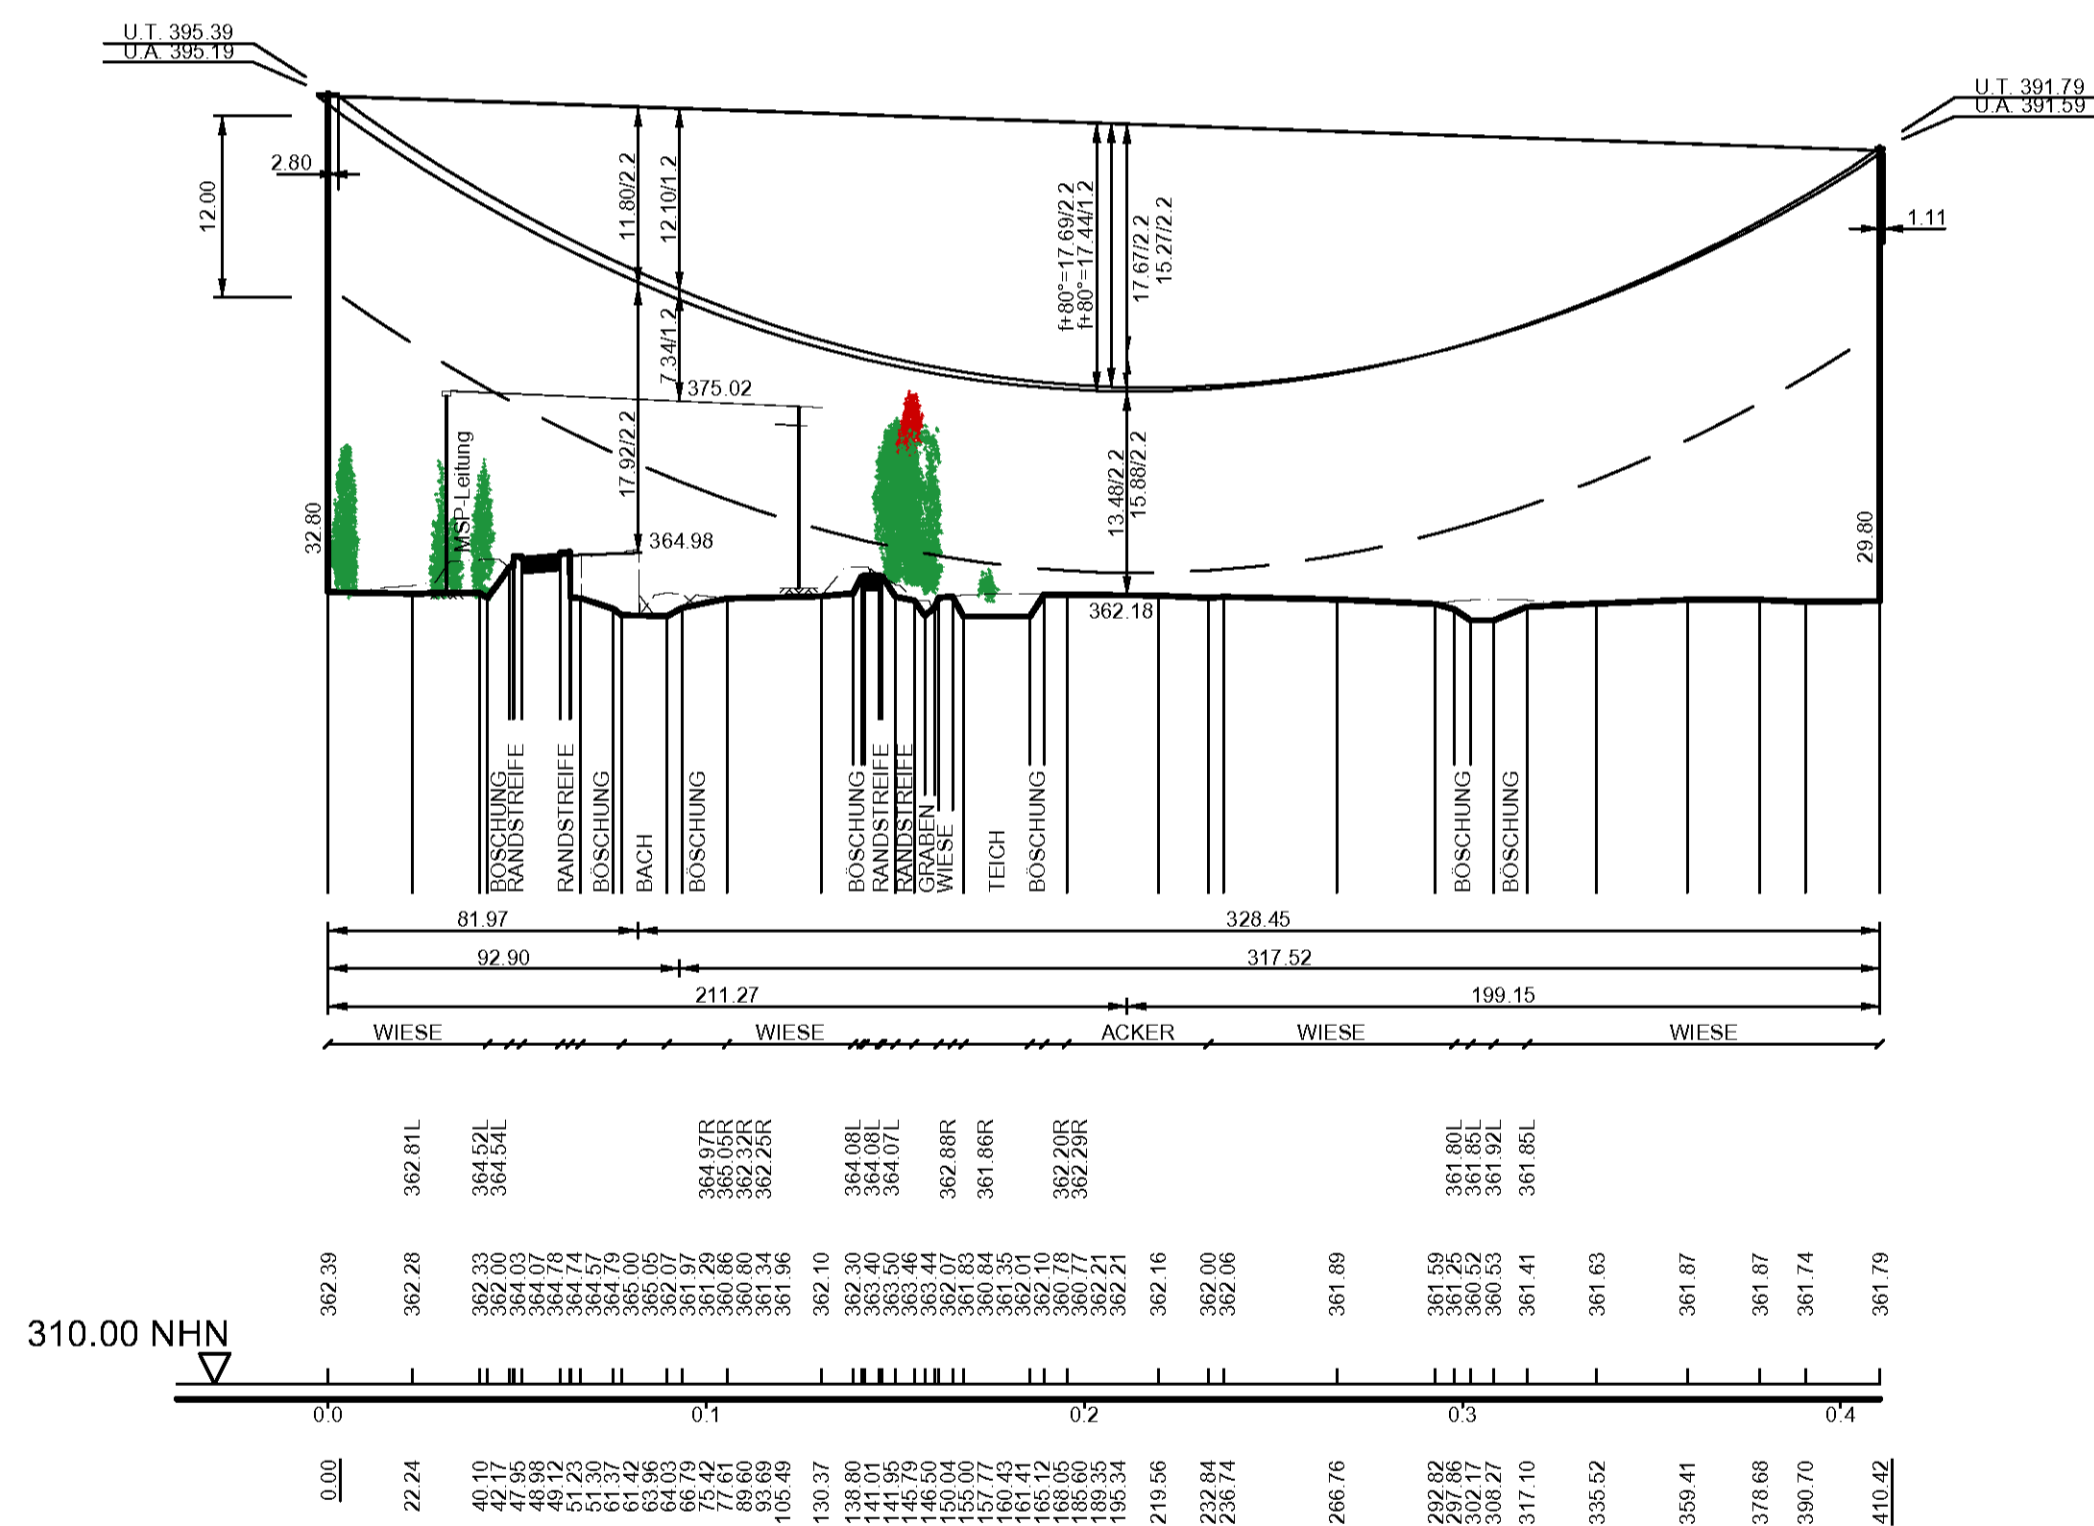 U.T. 395.39
U.A. 395.19
U.T. 391.79
U.A. 391.59
2.80
12.00
11.80/2.2
12.10/1.2
f+80°=17.69/2.2
f+80°=17.44/1.2
17.67/2.2
15.27/2.2
1.11
7.34/1.2
375.02
MSP-Leitung
17.92/2.2
13.48/2.2
15.88/2.2
32.80
29.80
364.98
362.18
BÖSCHUNG
RANDSTREIFE
RANDSTREIFE
BÖSCHUNG
BACH
BÖSCHUNG
BÖSCHUNG
RANDSTREIFE
RANDSTREIFE
GRABEN
WIESE
TEICH
BÖSCHUNG
BÖSCHUNG
BÖSCHUNG
81.97 328.45
92.90 317.52
211.27 199.15
WIESE WIESE ACKER WIESE WIESE
362.81L
364.52L
364.54L
364.97R
365.05R
362.32R
362.25R
364.08L
364.08L
364.07L
362.88R
361.86R
362.20R
362.29R
361.80L
361.85L
361.92L
361.85L
362.39
362.28
362.33
362.00
364.03
364.07
364.78
364.74
364.57
364.79
365.00
365.05
362.07
361.97
361.29
360.86
360.80
361.34
361.96
362.10
362.30
363.40
363.50
363.46
363.44
362.07
361.83
360.84
361.35
362.01
362.10
360.78
360.77
362.21
362.21
362.16
362.00
362.06
361.89
361.59
361.25
360.52
360.53
361.41
361.63
361.87
361.87
361.74
361.79
310.00 NHN
0.0 0.1 0.2 0.3 0.4
0.00
22.24
40.10
42.17
47.95
48.98
49.12
51.23
51.30
61.37
61.42
63.96
64.03
66.79
75.42
77.61
89.60
93.69
105.49
130.37
138.80
141.01
141.95
145.79
146.50
150.04
155.00
157.77
160.43
161.41
165.12
168.05
185.60
189.35
195.34
219.56
232.84
236.74
266.76
292.82
297.86
302.17
308.27
317.10
335.52
359.41
378.68
390.70
410.42